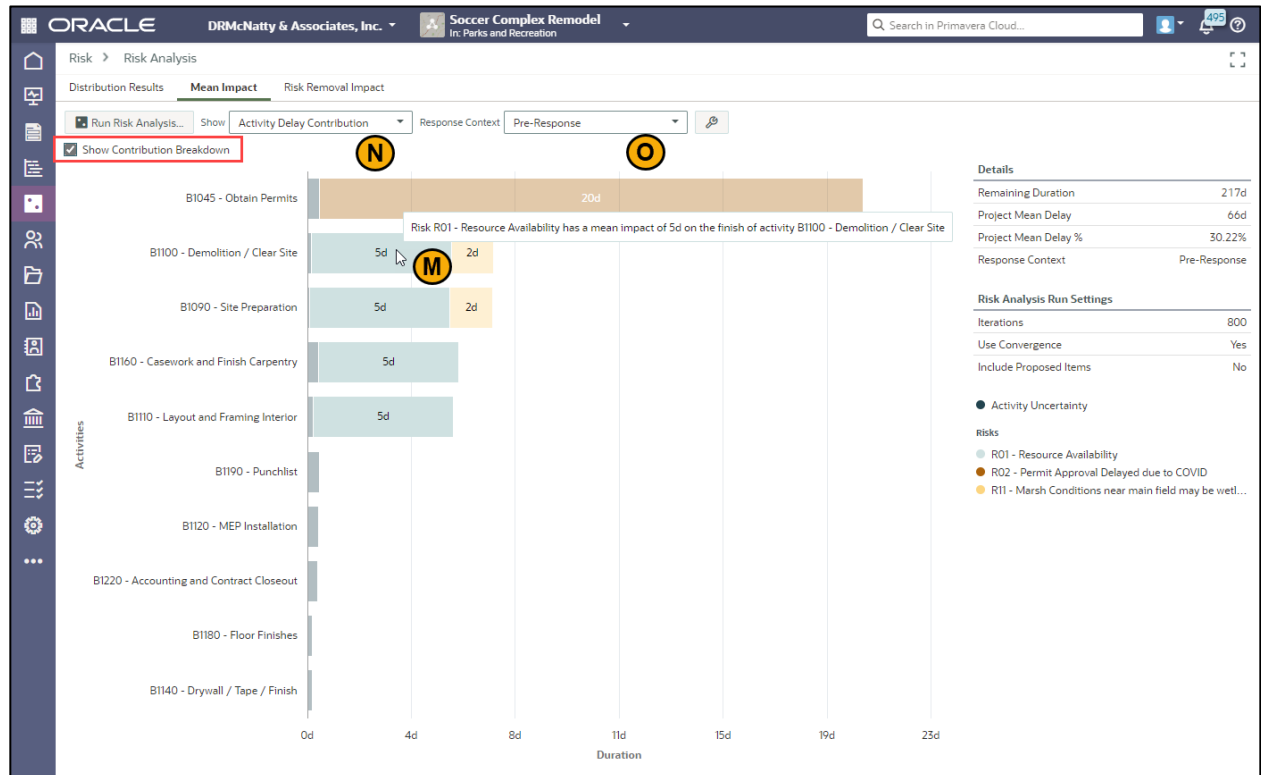 ORACLE
DRMcNatty & Associates, Inc.
Soccer Complex Remodel
In: Parks and Recreation
Search in Primavera Cloud...
495
Risk > Risk Analysis
Distribution Results Mean Impact Risk Removal Impact
Run Risk Analysis... Show Activity Delay Contribution Response Context Pre-Response
Show Contribution Breakdown
N
O
B1045 - Obtain Permits
20d
Risk R01 - Resource Availability has a mean impact of 5d on the finish of activity B1100 - Demolition / Clear Site
B1100 - Demolition / Clear Site
5d
M
2d
B1090 - Site Preparation
5d
2d
B1160 - Casework and Finish Carpentry
5d
B1110 - Layout and Framing Interior
5d
B1190 - Punchlist
B1120 - MEP Installation
B1220 - Accounting and Contract Closeout
B1180 - Floor Finishes
B1140 - Drywall / Tape / Finish
Activities
0d 4d 8d 11d 15d 19d 23d
Duration
Details
Remaining Duration 217d
Project Mean Delay 66d
Project Mean Delay % 30.22%
Response Context Pre-Response
Risk Analysis Run Settings
Iterations 800
Use Convergence Yes
Include Proposed Items No
Activity Uncertainty
Risks
R01 - Resource Availability
R02 - Permit Approval Delayed due to COVID
R11 - Marsh Conditions near main field may be wetl...